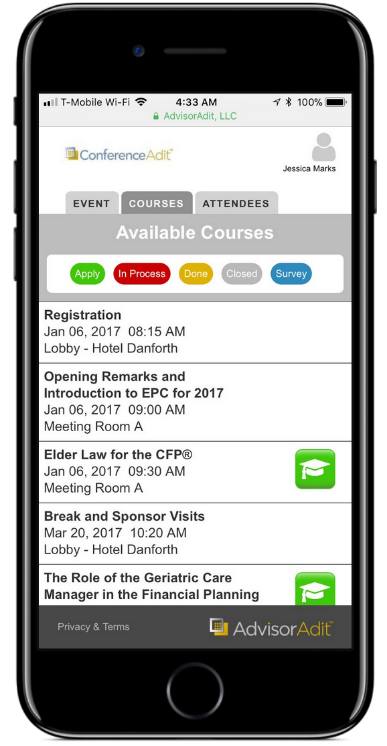 T-Mobile Wi-Fi 4:33 AM 100%
AdvisorAdit, LLC
ConferenceAdit
Jessica Marks
EVENT COURSES ATTENDEES
Available Courses
Apply In Process Done Closed Survey
Registration
Jan 06, 2017 08:15 AM
Lobby - Hotel Danforth
Opening Remarks and
Introduction to EPC for 2017
Jan 06, 2017 09:00 AM
Meeting Room A
Elder Law for the CFP®
Jan 06, 2017 09:30 AM
Meeting Room A
Break and Sponsor Visits
Mar 20, 2017 10:20 AM
Lobby - Hotel Danforth
The Role of the Geriatric Care
Manager in the Financial Planning
Privacy & Terms AdvisorAdit